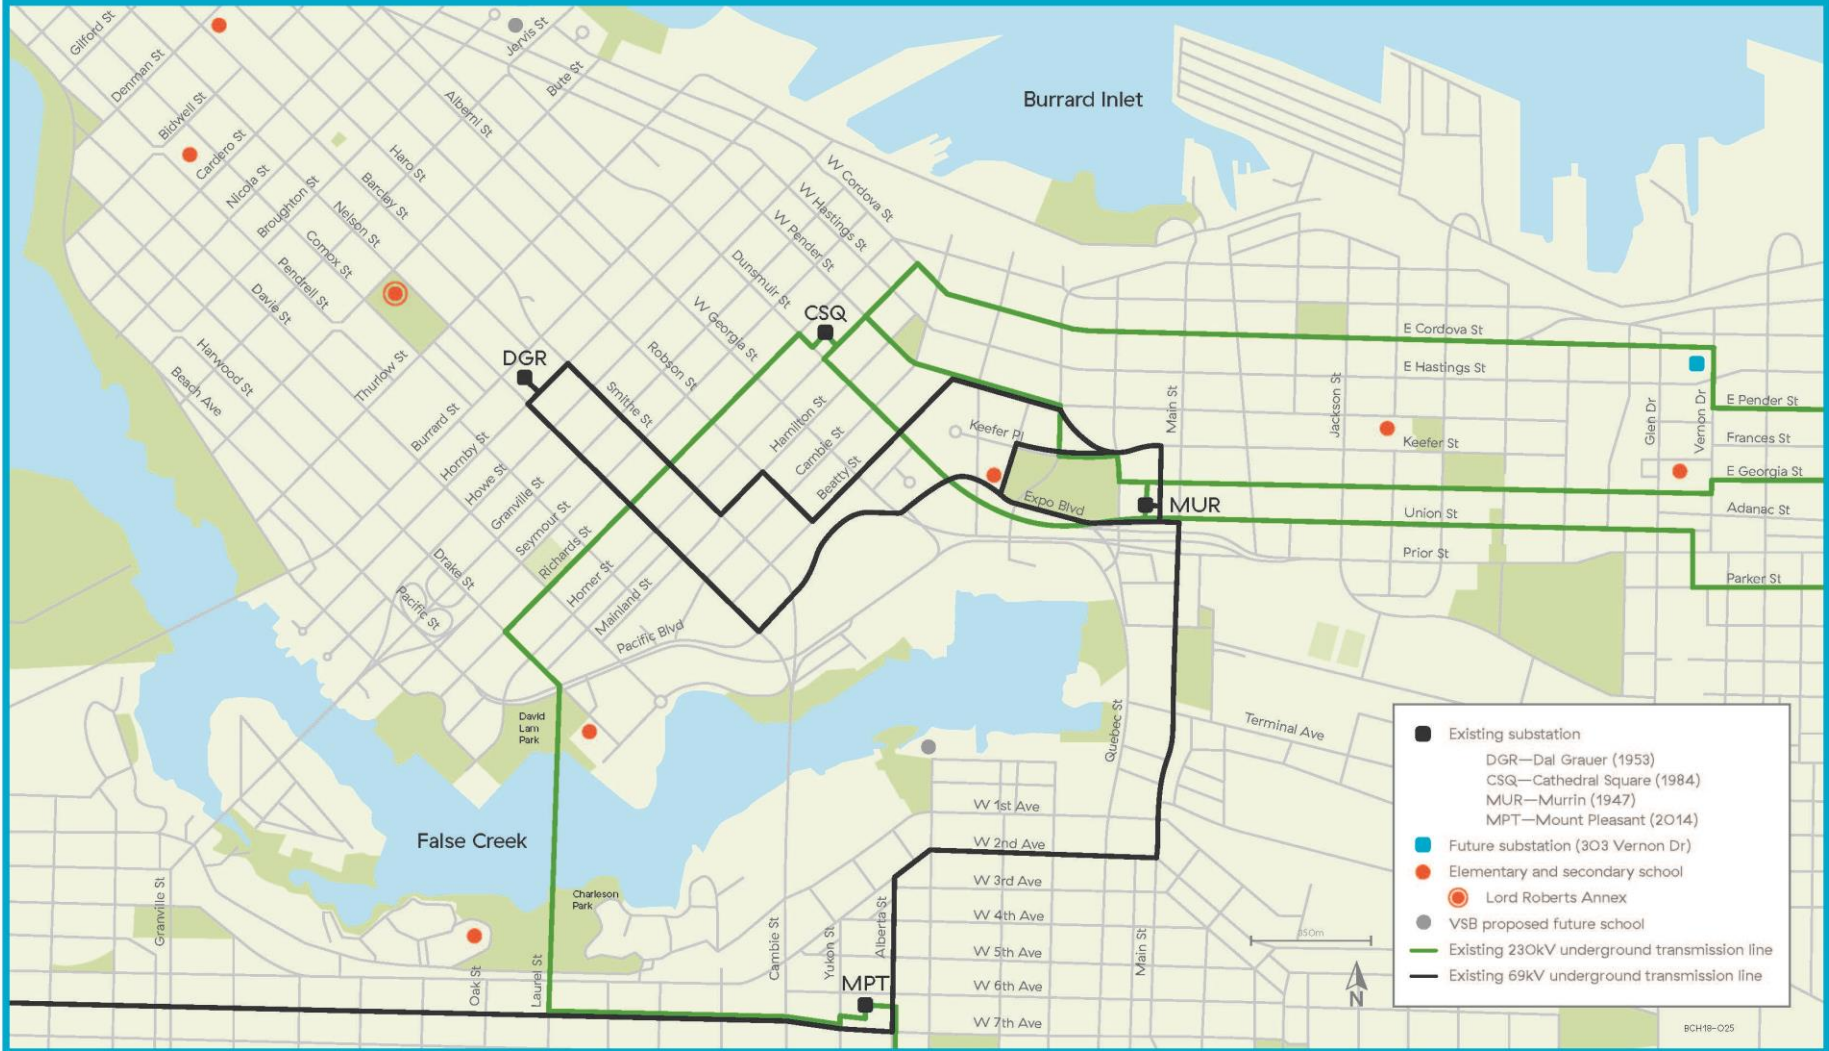 Gilford St
Denman St
Bidwell St
Cardero St
Nicola St
Broughton St
Jervis St
Bute St
Alberni St
Haro St
Barclay St
Nelson St
Comox St
Pendrell St
Davie St
Harwood St
Beach Ave
Thurlow St
Burrard St
Hornby St
Howe St
Granville St
Seymour St
Richards St
Homer St
Mainland St
Drake St
Pacific St
Pacific Blvd
Burrard Inlet
W Cordova St
W Hastings St
W Pender St
Dunsmuir St
W Georgia St
Robson St
Smithe St
Hamilton St
Cambie St
Beatty St
CSQ
DGR
Keefer Pl
Expo Blvd
MUR
Main St
Jackson St
E Cordova St
E Hastings St
Keefer St
Union St
Prior St
Glen Dr
Vernon Dr
E Pender St
Frances St
E Georgia St
Adanac St
Parker St
Terminal Ave
Quebec St
David
Lam
Park
False Creek
Charleson
Park
Granville St
Oak St
Laurel St
Cambie St
Yukon St
Alberta St
MPT
Main St
W 1st Ave
W 2nd Ave
W 3rd Ave
W 4th Ave
W 5th Ave
W 6th Ave
W 7th Ave
350m
N
Existing substation
DGR—Dal Grauer (1953)
CSQ—Cathedral Square (1984)
MUR—Murrin (1947)
MPT—Mount Pleasant (2014)
Future substation (303 Vernon Dr)
Elementary and secondary school
Lord Roberts Annex
VSB proposed future school
Existing 230kV underground transmission line
Existing 69kV underground transmission line
BCH18-025